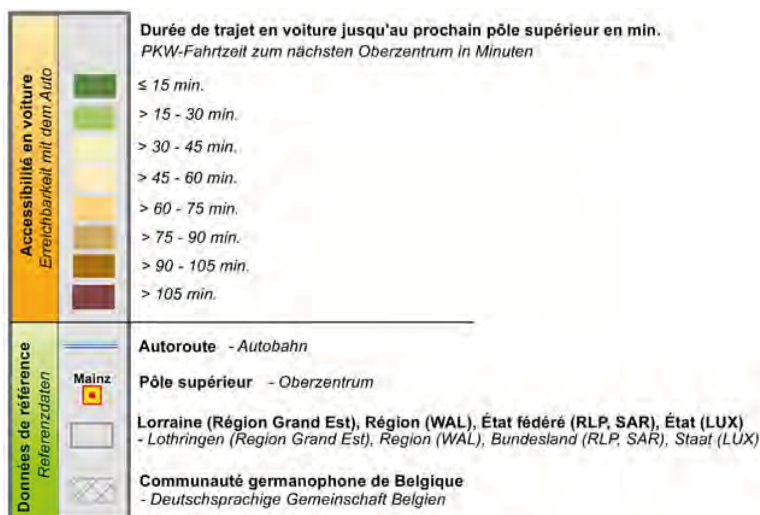 Accessibilité en voiture
Erreichbarkeit mit dem Auto
Durée de trajet en voiture jusqu'au prochain pôle supérieur en min.
PKW-Fahrtzeit zum nächsten Oberzentrum in Minuten
≤ 15 min.
> 15 - 30 min.
> 30 - 45 min.
> 45 - 60 min.
> 60 - 75 min.
> 75 - 90 min.
> 90 - 105 min.
> 105 min.
Données de référence
Referenzdaten
Autoroute - Autobahn
Mainz
Pôle supérieur - Oberzentrum
Lorraine (Région Grand Est), Région (WAL), État fédéré (RLP, SAR), État (LUX)
- Lothringen (Region Grand Est), Region (WAL), Bundesland (RLP, SAR), Staat (LUX)
Communauté germanophone de Belgique
- Deutschsprachige Gemeinschaft Belgien